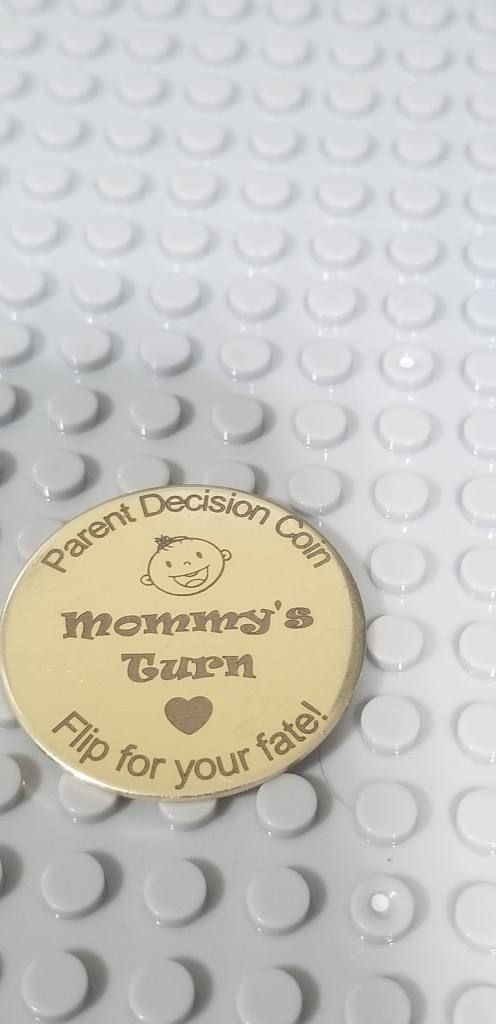 Parent Decision Coin
Mommy's
Turn
Flip for your fate!